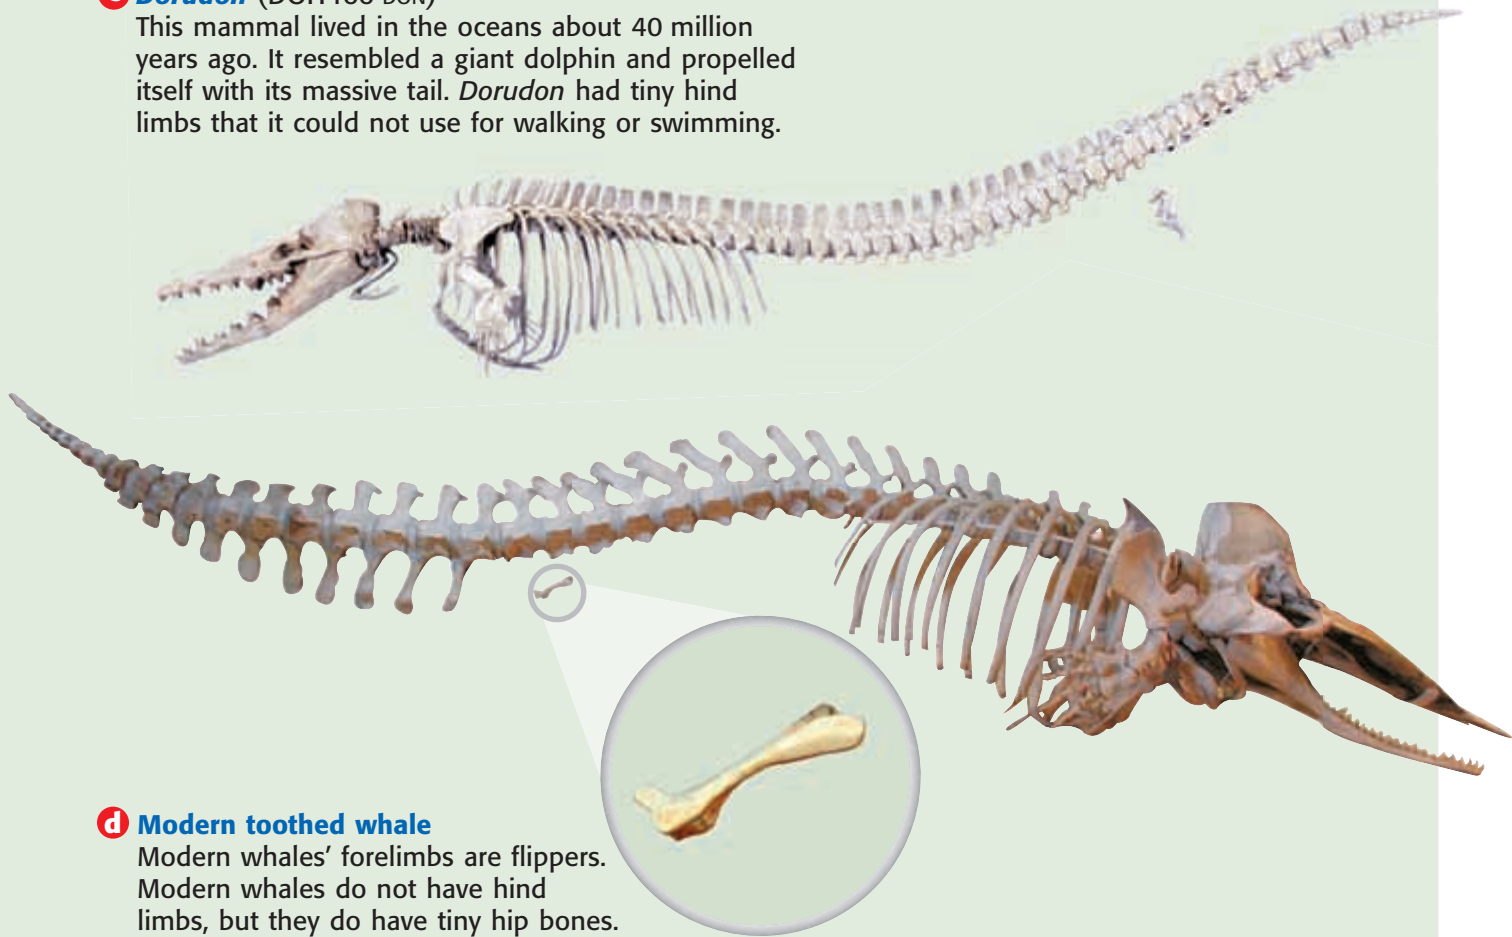 Dorudon
This mammal lived in the oceans about 40 million
years ago. It resembled a giant dolphin and propelled
itself with its massive tail. Dorudon had tiny hind
limbs that it could not use for walking or swimming.
d Modern toothed whale
Modern whales’ forelimbs are flippers.
Modern whales do not have hind
limbs, but they do have tiny hip bones.